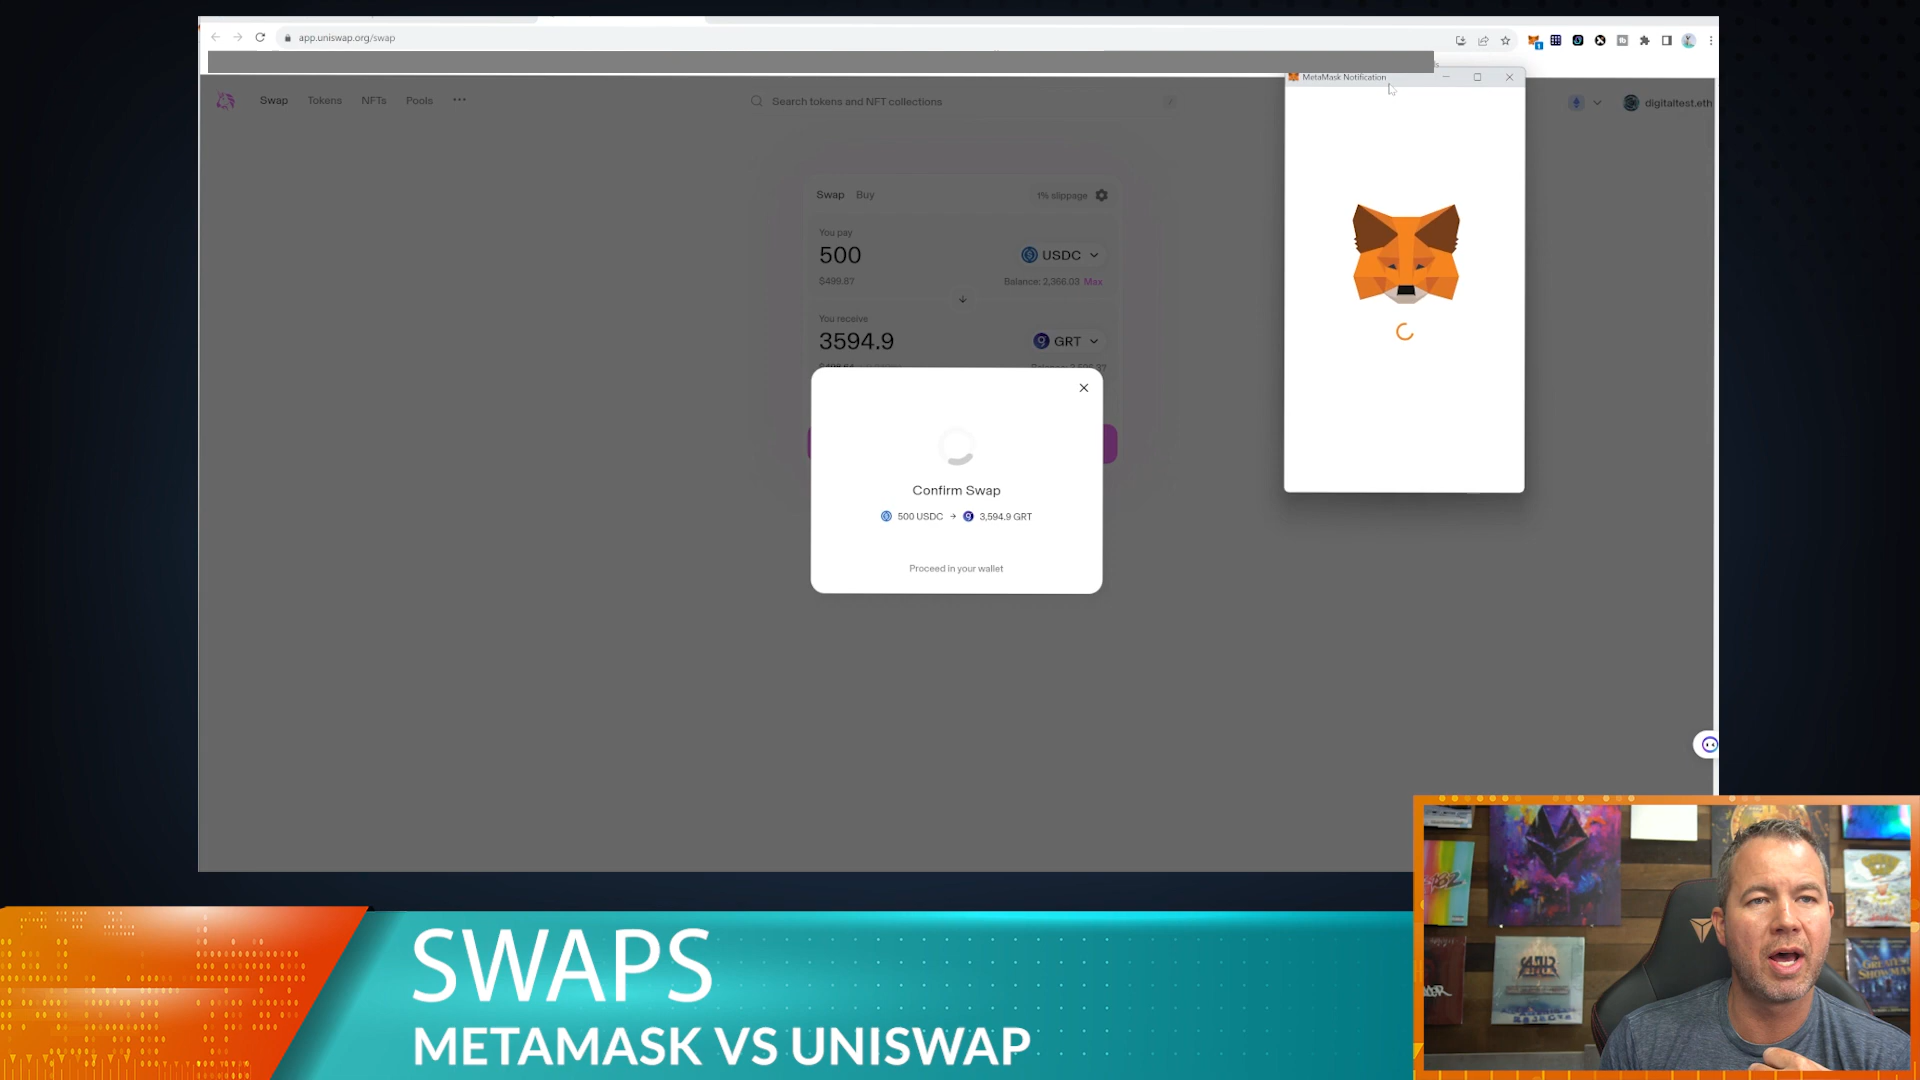 app.uniswap.org/swap
MetaMask Notification
Swap Tokens NFTs Pools
Search tokens and NFT collections
/
digitaltest.eth
Swap Buy
1% slippage
You pay
500
USDC
$499.87
Balance: 2,366.03 Max
You receive
3594.9
GRT
Confirm Swap
500 USDC → 3,594.9 GRT
Proceed in your wallet
SWAPS
METAMASK VS UNISWAP